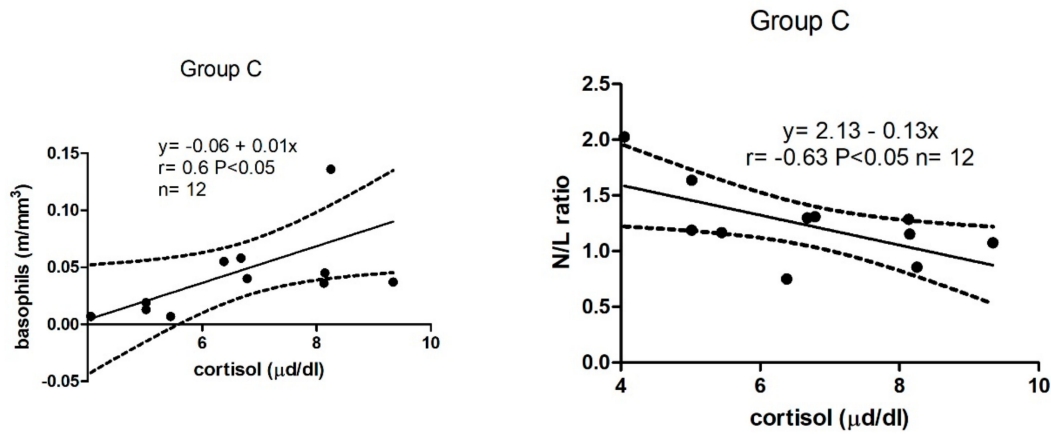 Group C
y= -0.06 + 0.01x
r= 0.6 P<0.05
n= 12
0.15
0.10
0.05
0.00
-0.05
6
8
10
basophils (m/mm³)
cortisol (µd/dl)
Group C
y= 2.13 - 0.13x
r= -0.63 P<0.05 n= 12
2.5
2.0
1.5
1.0
0.5
0.0
4
6
8
10
N/L ratio
cortisol (µd/dl)